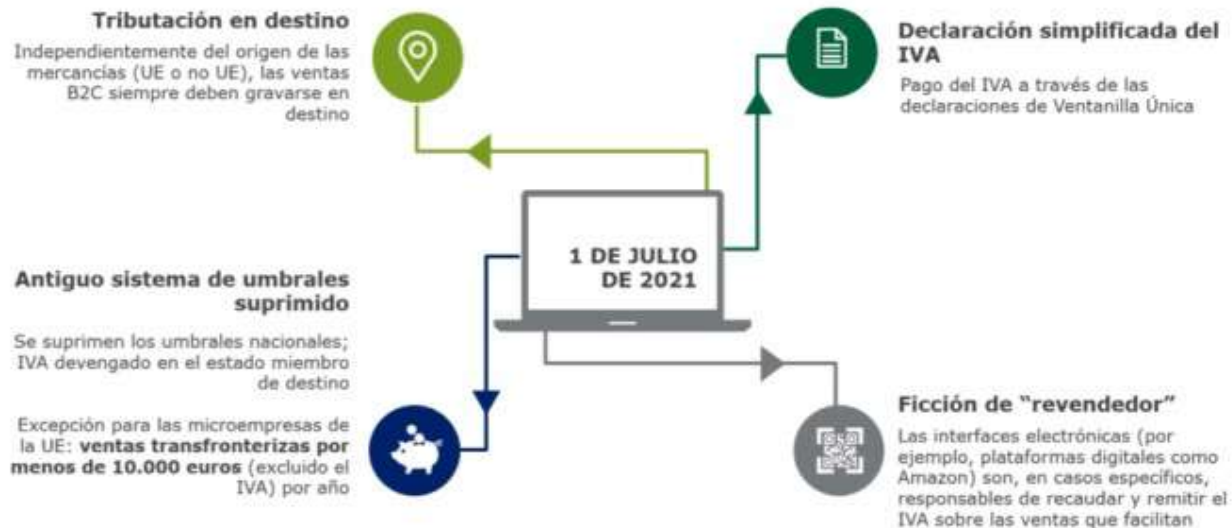 Tributación en destino
Independientemente del origen de las
mercancías (UE o no UE), las ventas
B2C siempre deben gravarse en
destino
Declaración simplificada del
IVA
Pago del IVA a través de las
declaraciones de Ventanilla Única
1 DE JULIO
DE 2021
Antiguo sistema de umbrales
suprimido
Se suprimen los umbrales nacionales;
IVA devengado en el estado miembro
de destino
Excepción para las microempresas de
la UE: ventas transfronterizas por
menos de 10.000 euros (excluido el
IVA) por año
Ficción de “revendedor”
Las interfaces electrónicas (por
ejemplo, plataformas digitales como
Amazon) son, en casos específicos,
responsables de recaudar y remitir el
IVA sobre las ventas que facilitan